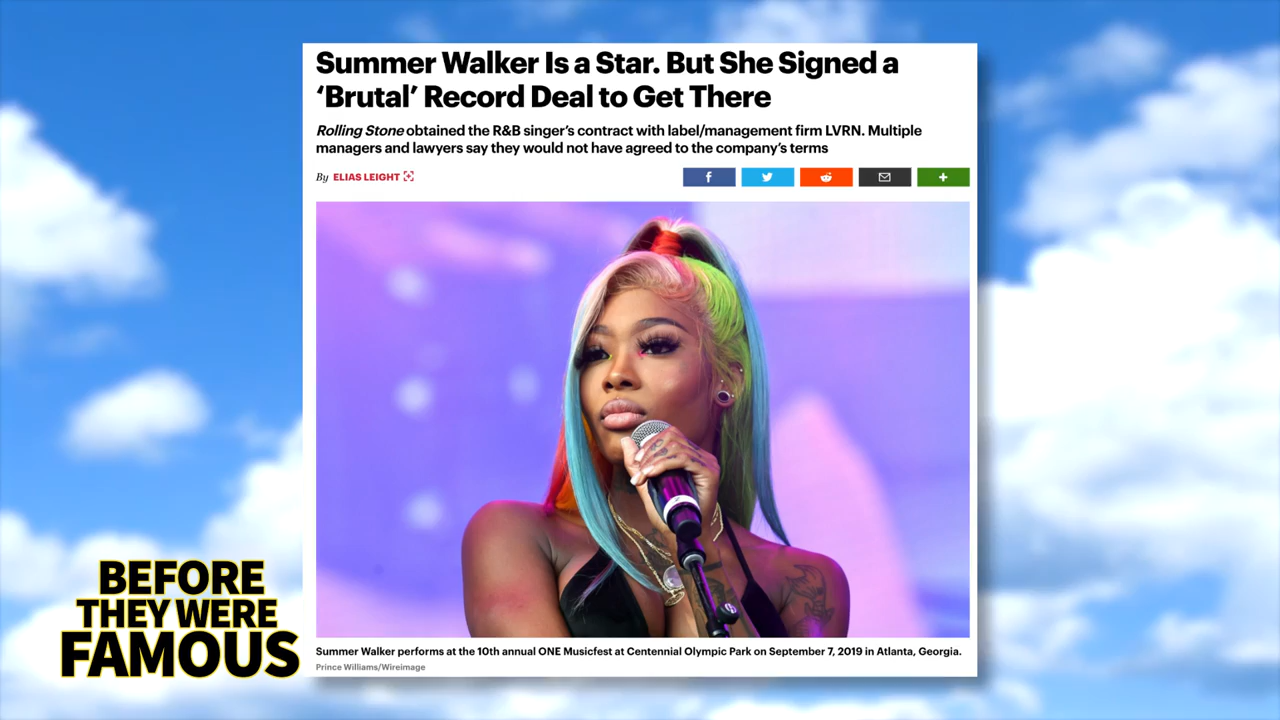 Summer Walker Is a Star. But She Signed a
‘Brutal’ Record Deal to Get There
Rolling Stone obtained the R&B singer’s contract with label/management firm LVRN. Multiple
managers and lawyers say they would not have agreed to the company’s terms
By ELIAS LEIGHT
Summer Walker performs at the 10th annual ONE Musicfest at Centennial Olympic Park on September 7, 2019 in Atlanta, Georgia.
Prince Williams/Wireimage
BEFORE
THEY WERE
FAMOUS